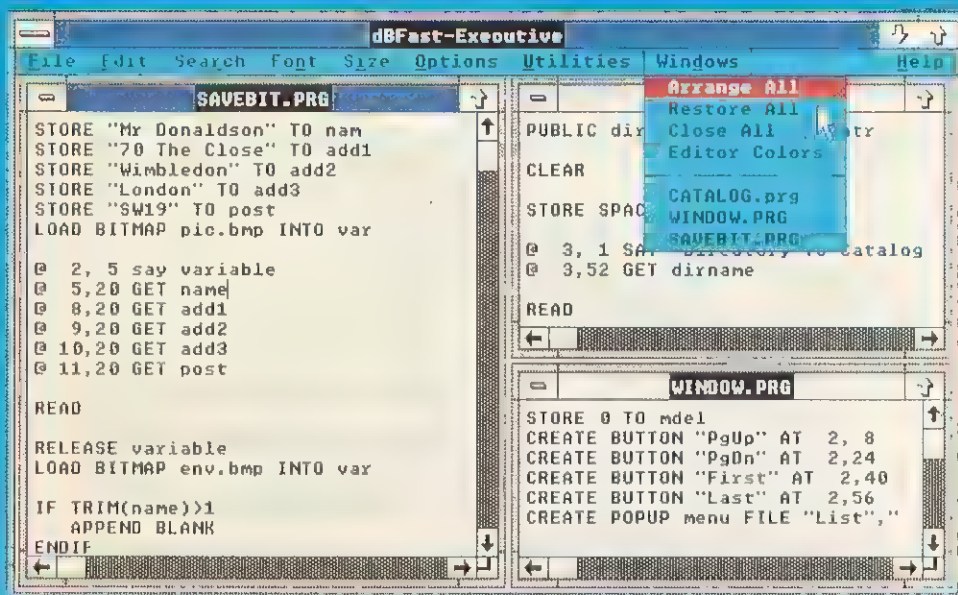 dBFast-Executive
File Edit Search Font Size Options Utilities Windows Help
SAVEBIT.PRG
STORE "Mr Donaldson" TO nam
STORE "70 The Close" TO add1
STORE "Wimbledon" TO add2
STORE "London" TO add3
STORE "SW19" TO post
LOAD BITMAP pic.bmp INTO var
@ 2, 5 say variable
@ 5,20 GET name
@ 8,20 GET add1
@ 9,20 GET add2
@ 10,20 GET add3
@ 11,20 GET post
READ
RELEASE variable
LOAD BITMAP env.bmp INTO var
IF TRIM(name)>1
APPEND BLANK
ENDIF
Arrange All
Restore All
Close All
Editor Colors
CATALOG.prg
WINDOW.PRG
SAVEBIT.PRG
PUBLIC dir
CLEAR
STORE SPAC
@ 3, 1 SA Catalog
@ 3,52 GET dirname
READ
WINDOW.PRG
STORE 0 TO mdel
CREATE BUTTON "PgUp" AT 2, 8
CREATE BUTTON "PgDn" AT 2,24
CREATE BUTTON "First" AT 2,40
CREATE BUTTON "Last" AT 2,56
CREATE POPUP menu FILE "List","